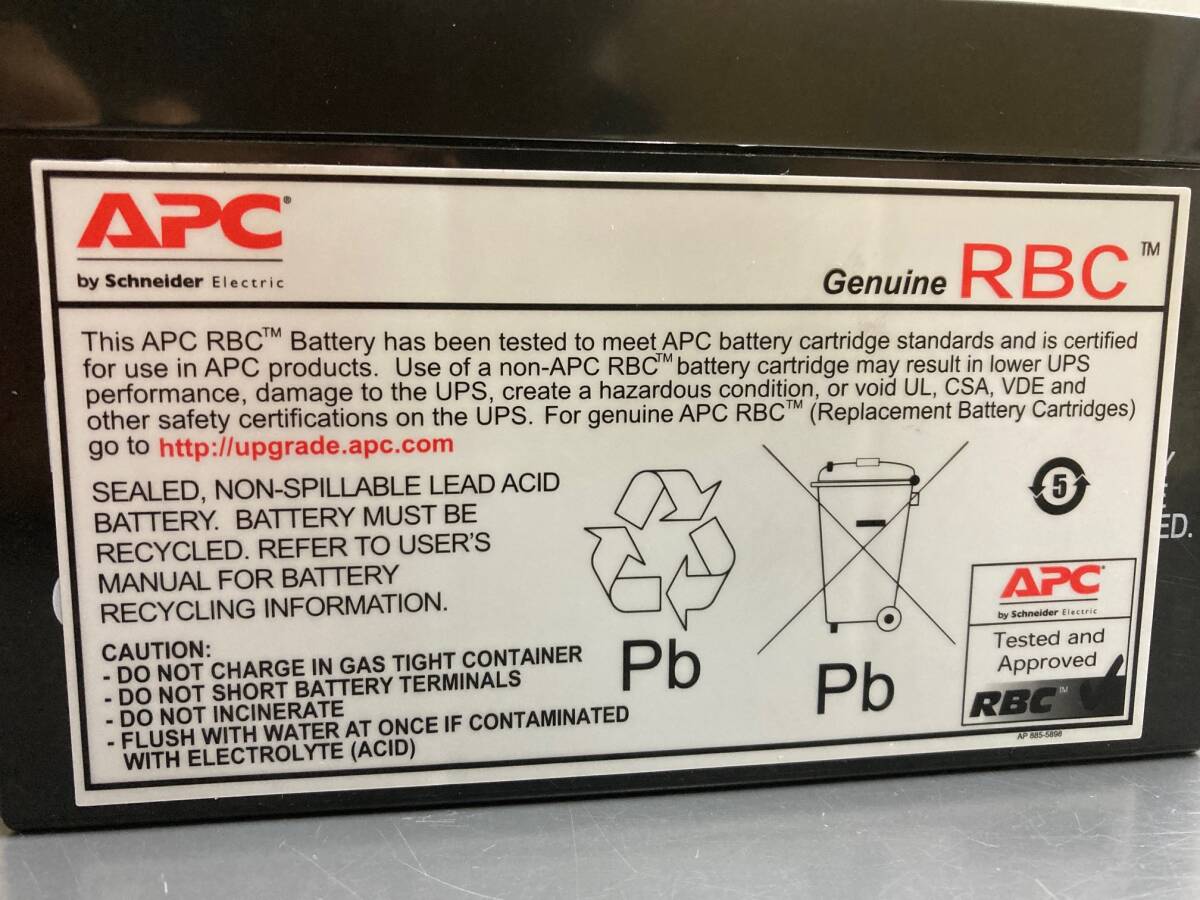 APC®
by Schneider Electric
Genuine RBC™
This APC RBC™ Battery has been tested to meet APC battery cartridge standards and is certified
for use in APC products. Use of a non-APC RBC™ battery cartridge may result in lower UPS
performance, damage to the UPS, create a hazardous condition, or void UL, CSA, VDE and
other safety certifications on the UPS. For genuine APC RBC™ (Replacement Battery Cartridges)
go to http://upgrade.apc.com
SEALED, NON-SPILLABLE LEAD ACID
BATTERY. BATTERY MUST BE
RECYCLED. REFER TO USER'S
MANUAL FOR BATTERY
RECYCLING INFORMATION.
CAUTION:
- DO NOT CHARGE IN GAS TIGHT CONTAINER
- DO NOT SHORT BATTERY TERMINALS
- DO NOT INCINERATE
- FLUSH WITH WATER AT ONCE IF CONTAMINATED
WITH ELECTROLYTE (ACID)
Pb
Pb
5
APC®
by Schneider Electric
Tested and
Approved
RBC™
AP 885-5898
ED.